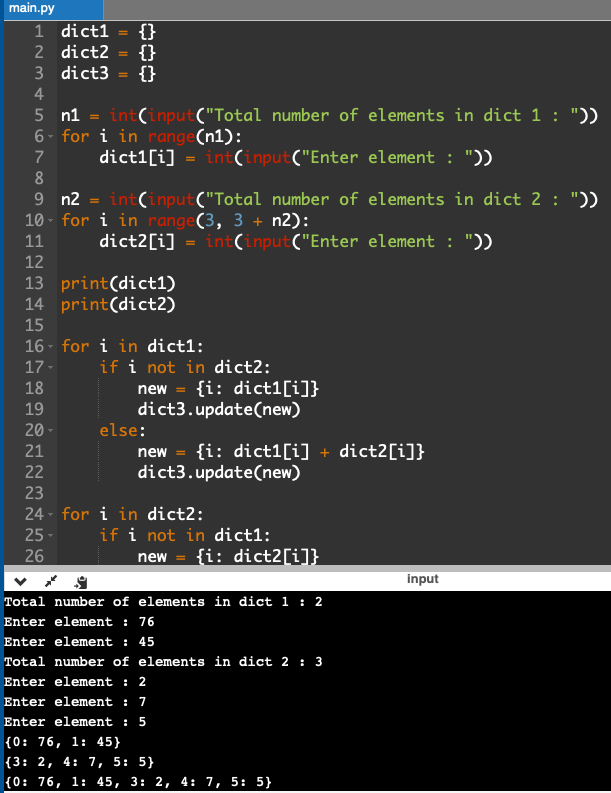 main.py
1 dict1 = {}
2 dict2 = {}
3 dict3 = {}
4
5 n1 = int(input("Total number of elements in dict 1 : "))
6 for i in range(n1):
7     dict1[i] = int(input("Enter element : "))
8
9 n2 = int(input("Total number of elements in dict 2 : "))
10 for i in range(3, 3 + n2):
11     dict2[i] = int(input("Enter element : "))
12
13 print(dict1)
14 print(dict2)
15
16 for i in dict1:
17     if i not in dict2:
18         new = {i: dict1[i]}
19         dict3.update(new)
20     else:
21         new = {i: dict1[i] + dict2[i]}
22         dict3.update(new)
23
24 for i in dict2:
25     if i not in dict1:
26         new = {i: dict2[i]}
input
Total number of elements in dict 1 : 2
Enter element : 76
Enter element : 45
Total number of elements in dict 2 : 3
Enter element : 2
Enter element : 7
Enter element : 5
{0: 76, 1: 45}
{3: 2, 4: 7, 5: 5}
{0: 76, 1: 45, 3: 2, 4: 7, 5: 5}